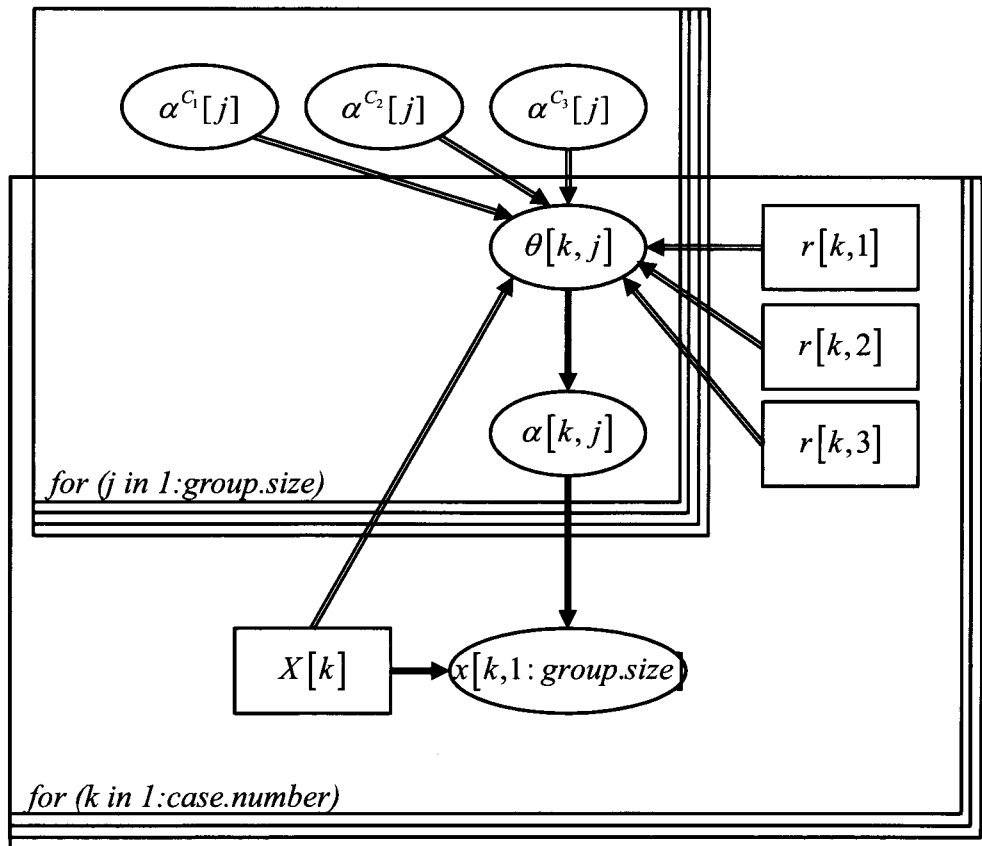 α^{C_1}[j]
α^{C_2}[j]
α^{C_3}[j]
θ[k, j]
r[k,1]
r[k,2]
α[k, j]
r[k,3]
for (j in 1:group.size)
X[k]
x[k,1: group.size]
for (k in 1:case.number)